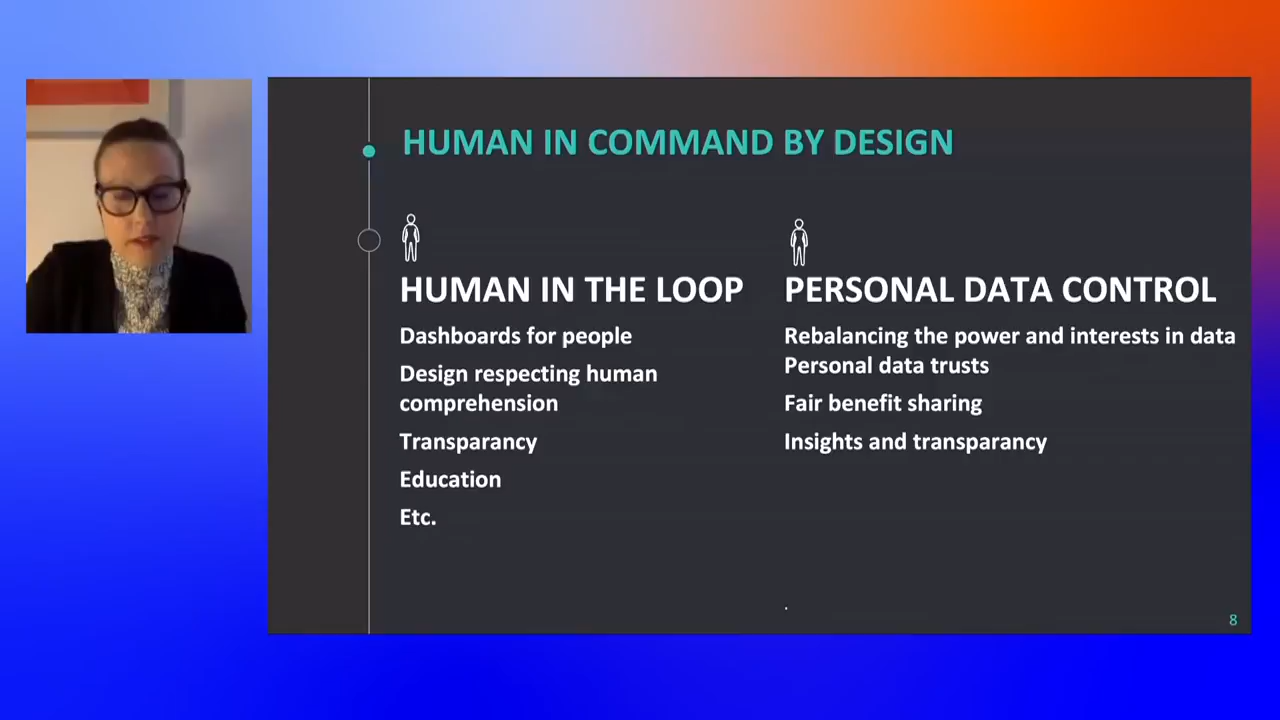 HUMAN IN COMMAND BY DESIGN
HUMAN IN THE LOOP
Dashboards for people
Design respecting human
comprehension
Transparancy
Education
Etc.
PERSONAL DATA CONTROL
Rebalancing the power and interests in data
Personal data trusts
Fair benefit sharing
Insights and transparancy
.
8